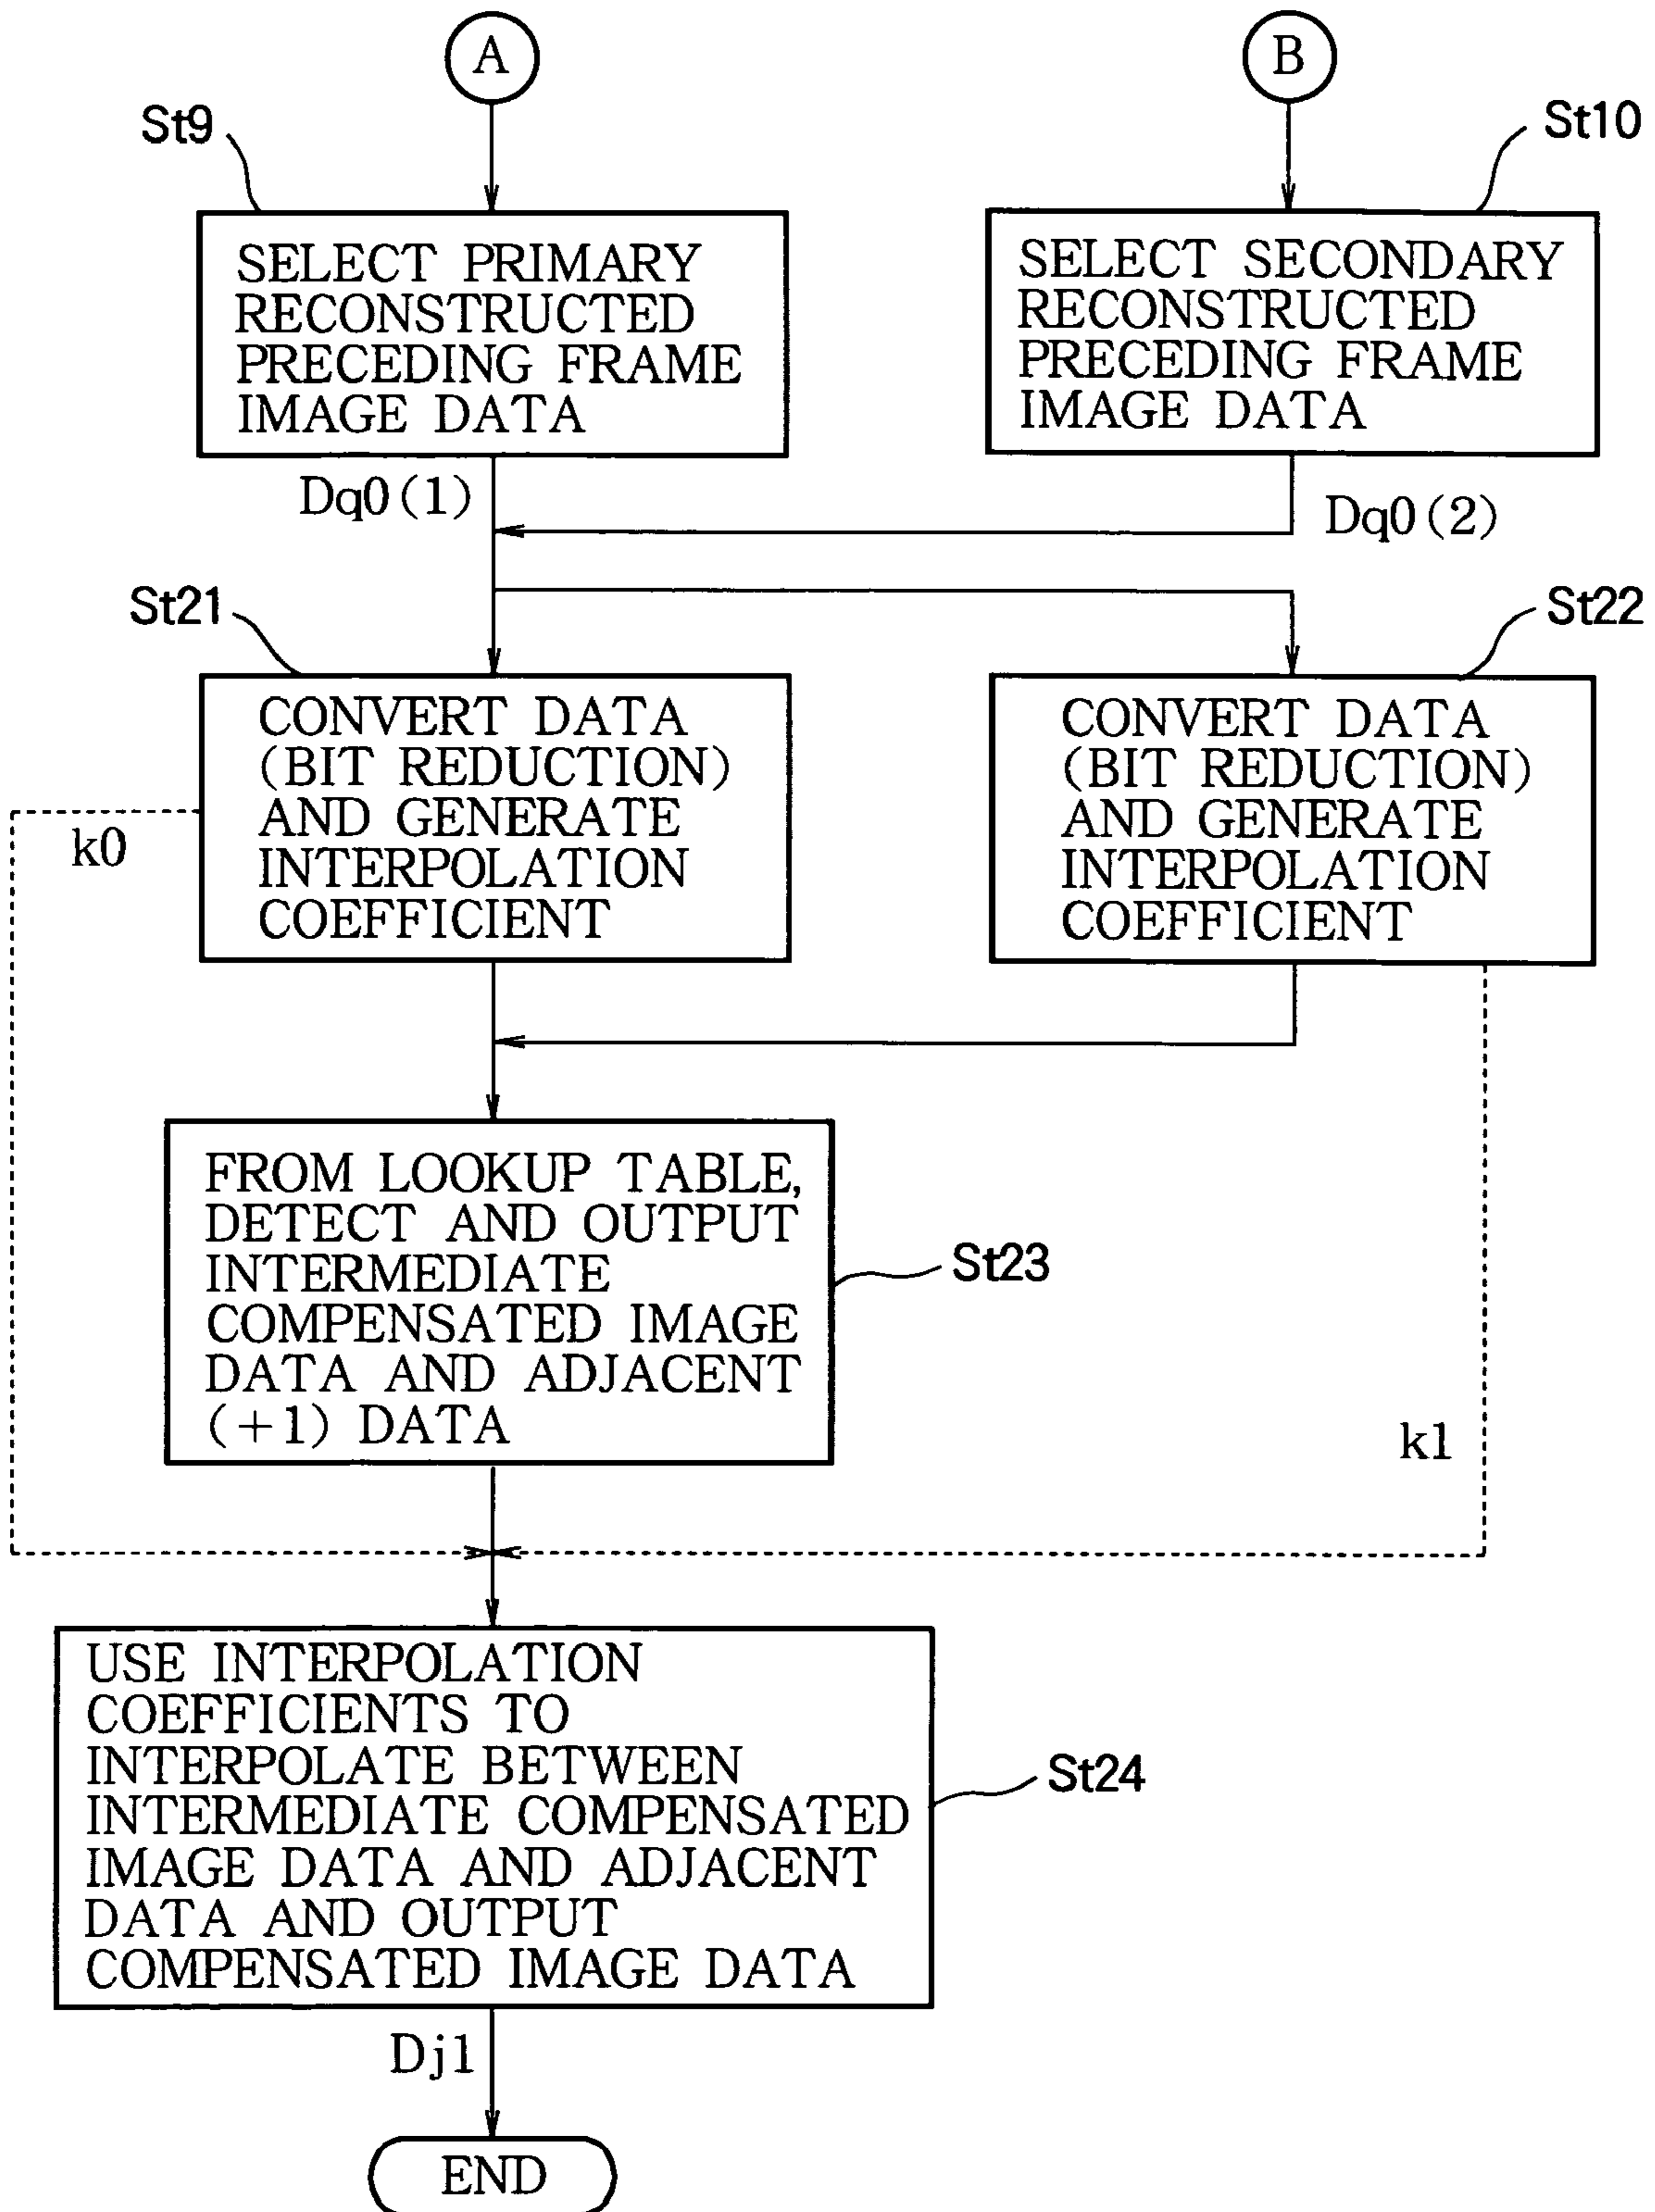 A
B
St9
St10
SELECT PRIMARY
RECONSTRUCTED
PRECEDING FRAME
IMAGE DATA
SELECT SECONDARY
RECONSTRUCTED
PRECEDING FRAME
IMAGE DATA
Dq0(1)
Dq0(2)
St21
St22
CONVERT DATA
(BIT REDUCTION)
AND GENERATE
INTERPOLATION
COEFFICIENT
CONVERT DATA
(BIT REDUCTION)
AND GENERATE
INTERPOLATION
COEFFICIENT
k0
FROM LOOKUP TABLE,
DETECT AND OUTPUT
INTERMEDIATE
COMPENSATED IMAGE
DATA AND ADJACENT
(+1) DATA
St23
k1
USE INTERPOLATION
COEFFICIENTS TO
INTERPOLATE BETWEEN
INTERMEDIATE COMPENSATED
IMAGE DATA AND ADJACENT
DATA AND OUTPUT
COMPENSATED IMAGE DATA
St24
Dj1
END